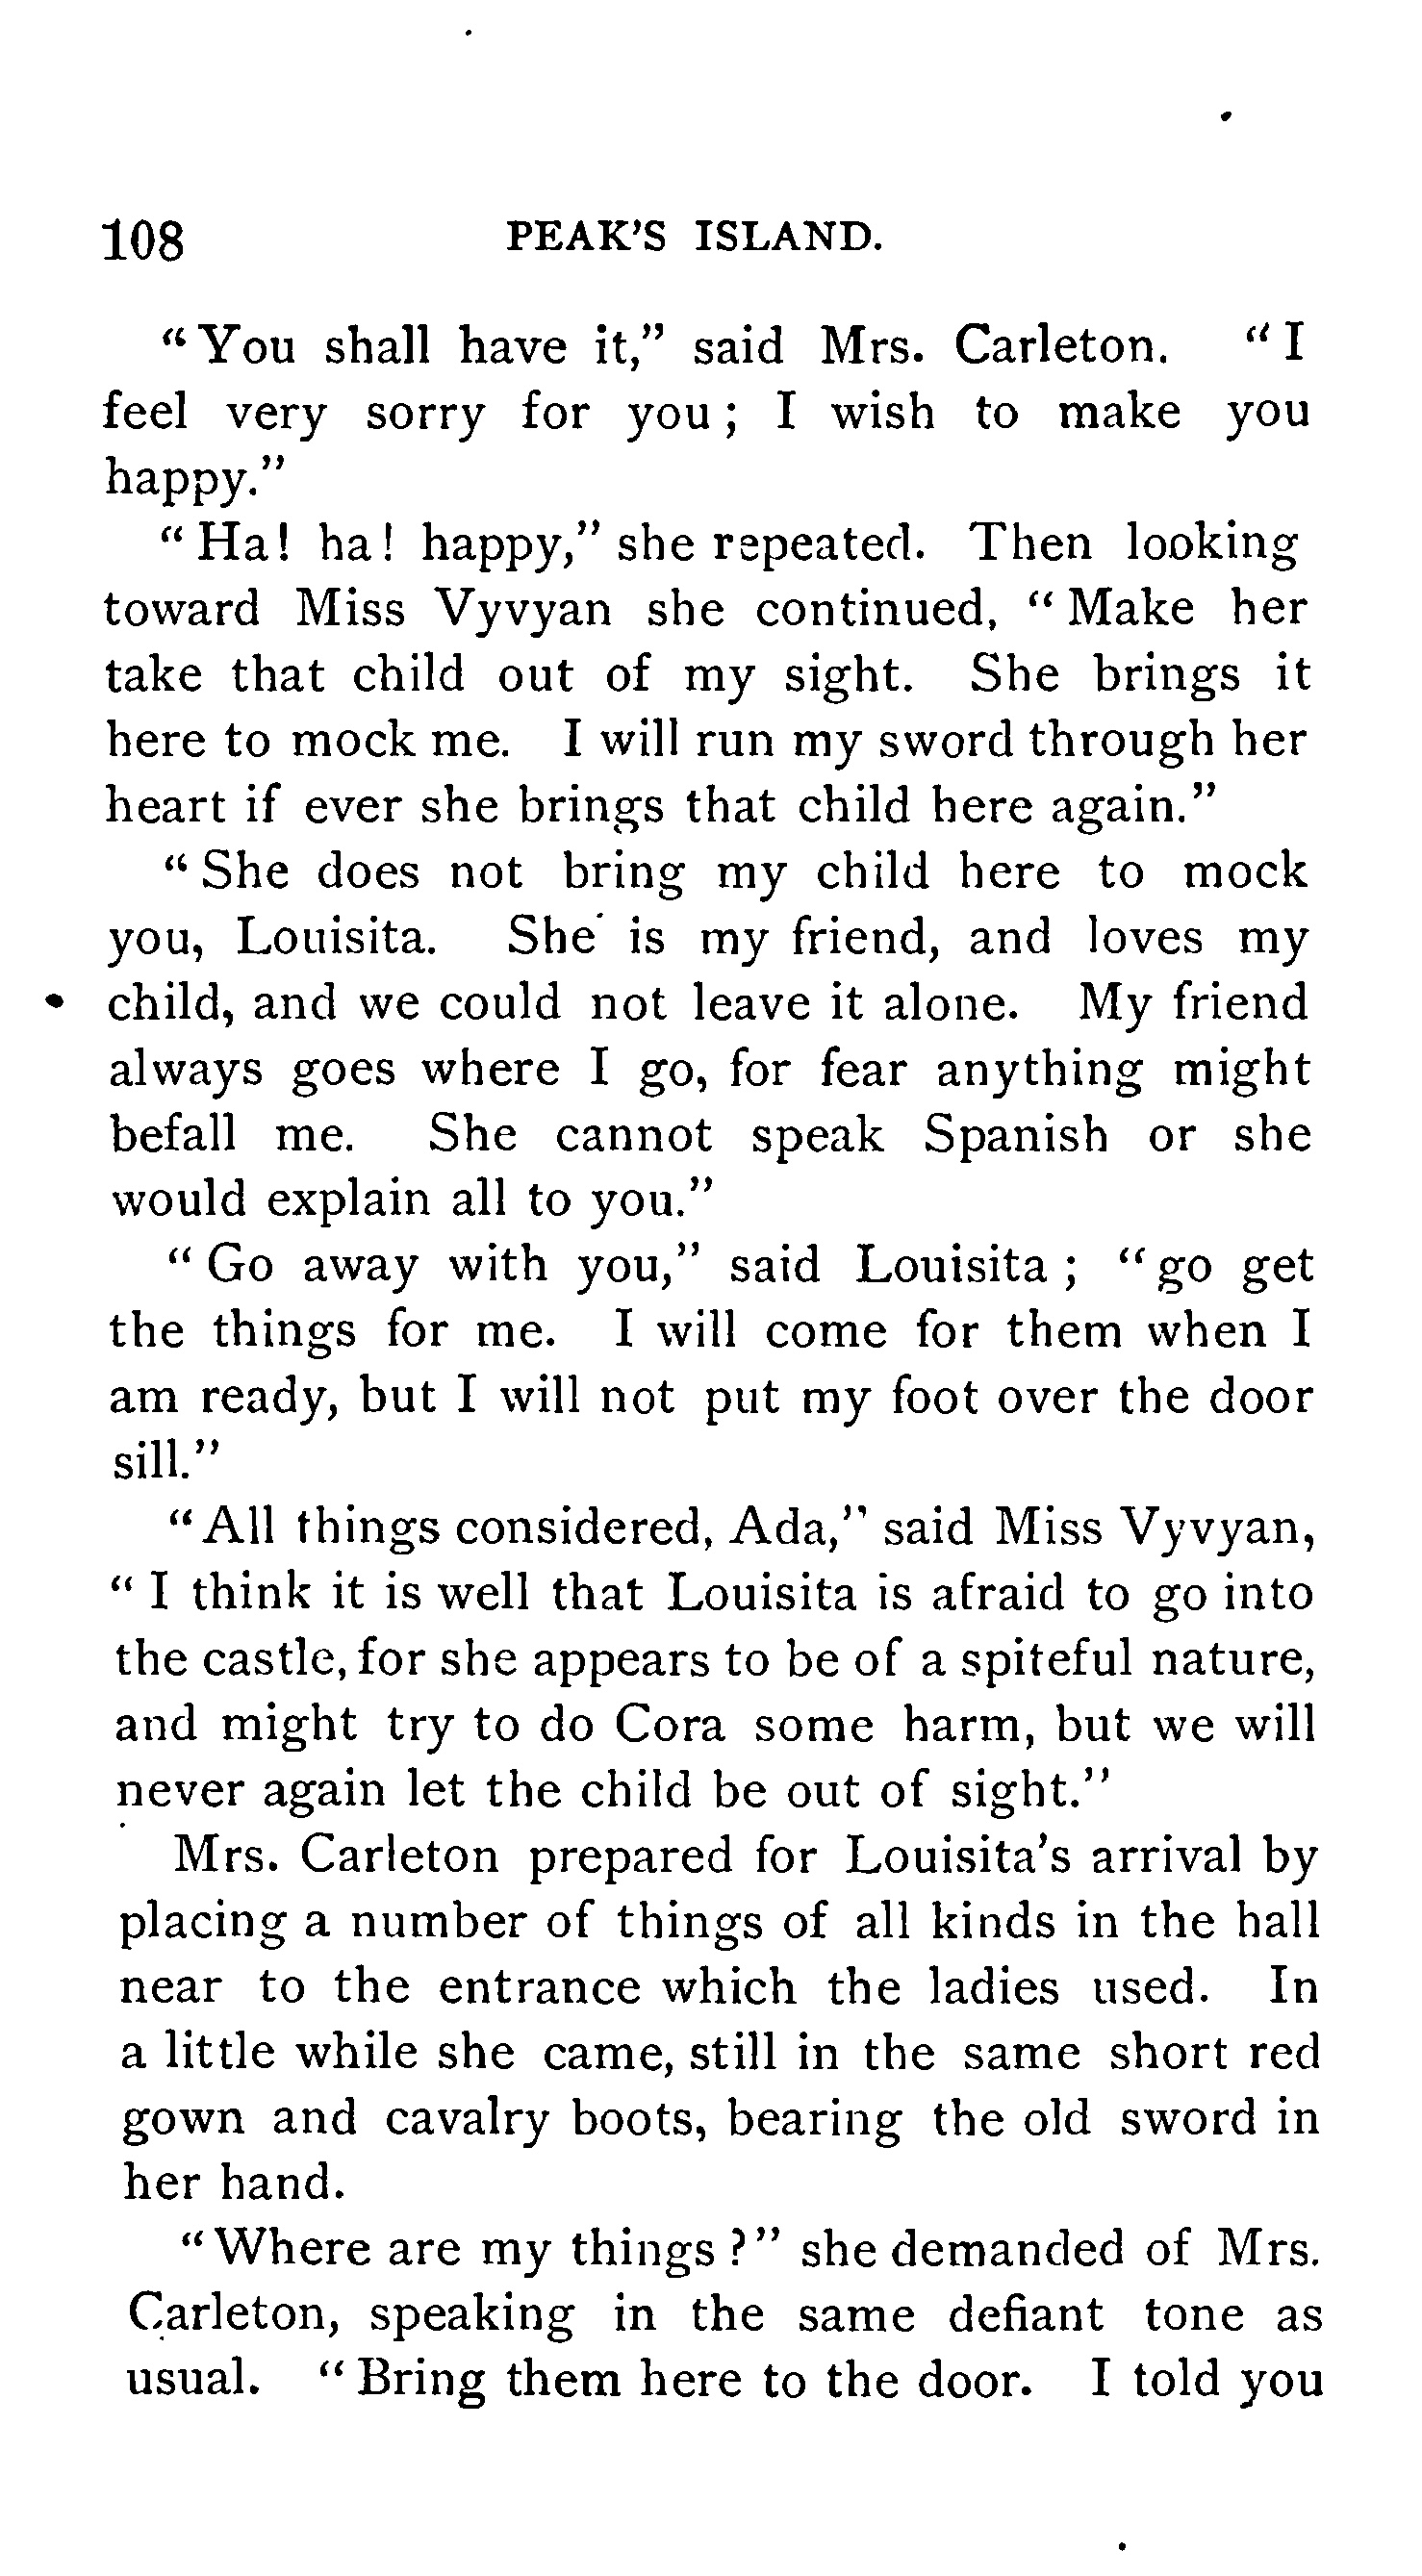 108 PEAK'S ISLAND.
"You shall have it," said Mrs. Carleton. "I
feel very sorry for you; I wish to make you
happy."
"Ha! ha! happy," she repeated. Then looking
toward Miss Vyvyan she continued, "Make her
take that child out of my sight. She brings it
here to mock me. I will run my sword through her
heart if ever she brings that child here again."
"She does not bring my child here to mock
you, Louisita. She is my friend, and loves my
child, and we could not leave it alone. My friend
always goes where I go, for fear anything might
befall me. She cannot speak Spanish or she
would explain all to you."
"Go away with you," said Louisita; "go get
the things for me. I will come for them when I
am ready, but I will not put my foot over the door
sill."
"All things considered, Ada," said Miss Vyvyan,
"I think it is well that Louisita is afraid to go into
the castle, for she appears to be of a spiteful nature,
and might try to do Cora some harm, but we will
never again let the child be out of sight."
Mrs. Carleton prepared for Louisita's arrival by
placing a number of things of all kinds in the hall
near to the entrance which the ladies used. In
a little while she came, still in the same short red
gown and cavalry boots, bearing the old sword in
her hand.
"Where are my things?" she demanded of Mrs.
Carleton, speaking in the same defiant tone as
usual. "Bring them here to the door. I told you